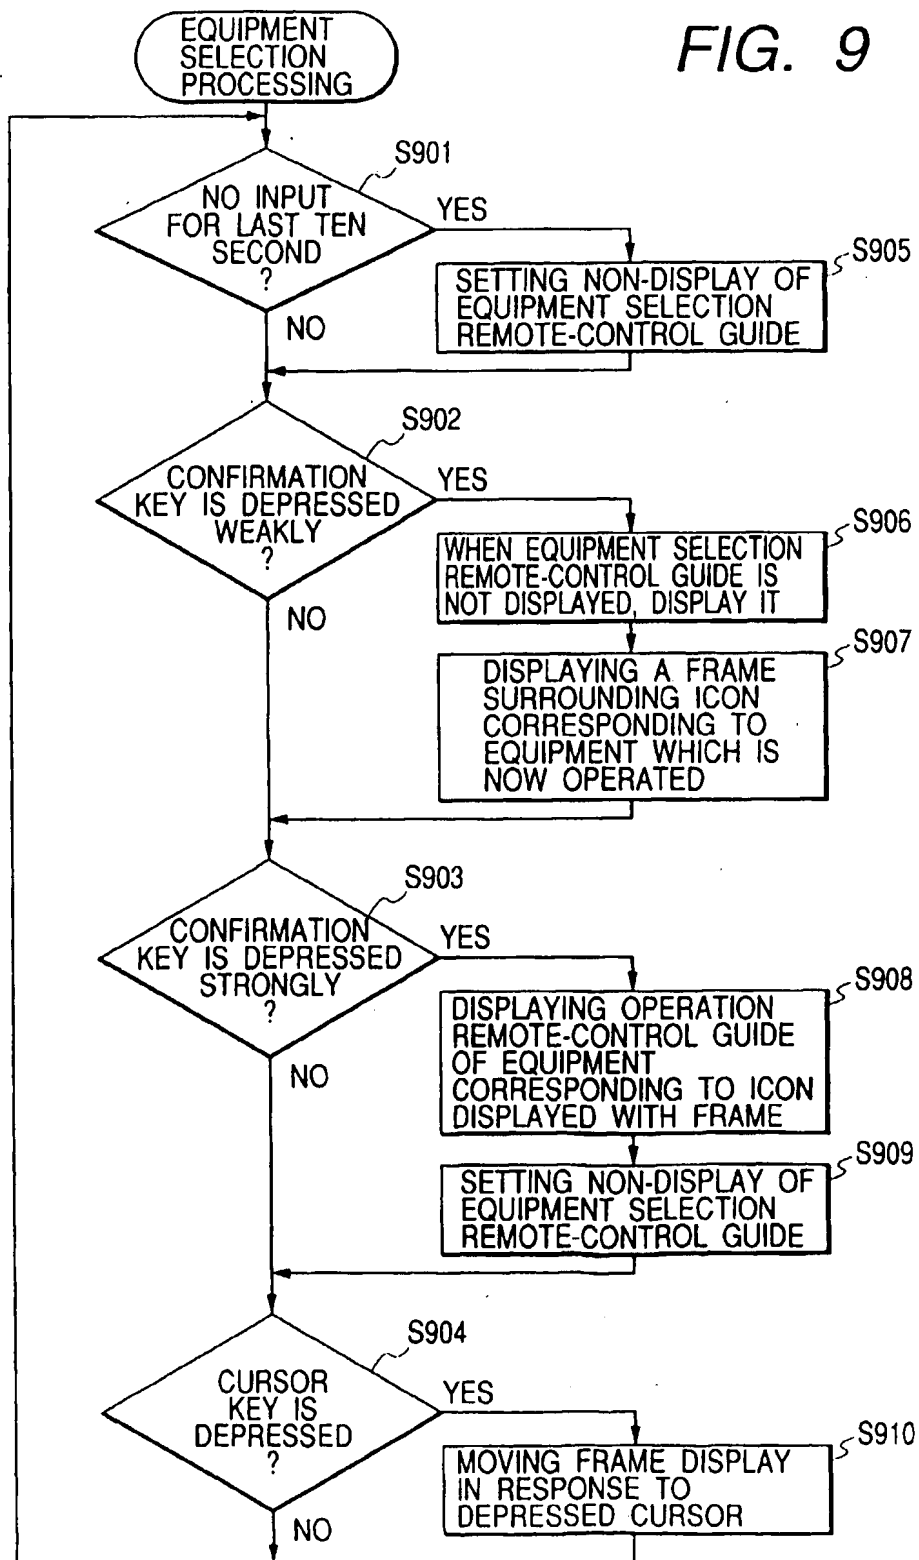 FIG. 9
EQUIPMENT
SELECTION
PROCESSING
S901
NO INPUT
FOR LAST TEN
SECOND
?
YES
NO
S905
SETTING NON-DISPLAY OF
EQUIPMENT SELECTION
REMOTE-CONTROL GUIDE
S902
CONFIRMATION
KEY IS DEPRESSED
WEAKLY
?
YES
NO
S906
WHEN EQUIPMENT SELECTION
REMOTE-CONTROL GUIDE IS
NOT DISPLAYED, DISPLAY IT
S907
DISPLAYING A FRAME
SURROUNDING ICON
CORRESPONDING TO
EQUIPMENT WHICH IS
NOW OPERATED
S903
CONFIRMATION
KEY IS DEPRESSED
STRONGLY
?
YES
NO
S908
DISPLAYING OPERATION
REMOTE-CONTROL GUIDE
OF EQUIPMENT
CORRESPONDING TO ICON
DISPLAYED WITH FRAME
S909
SETTING NON-DISPLAY OF
EQUIPMENT SELECTION
REMOTE-CONTROL GUIDE
S904
CURSOR
KEY IS
DEPRESSED
?
YES
NO
S910
MOVING FRAME DISPLAY
IN RESPONSE TO
DEPRESSED CURSOR